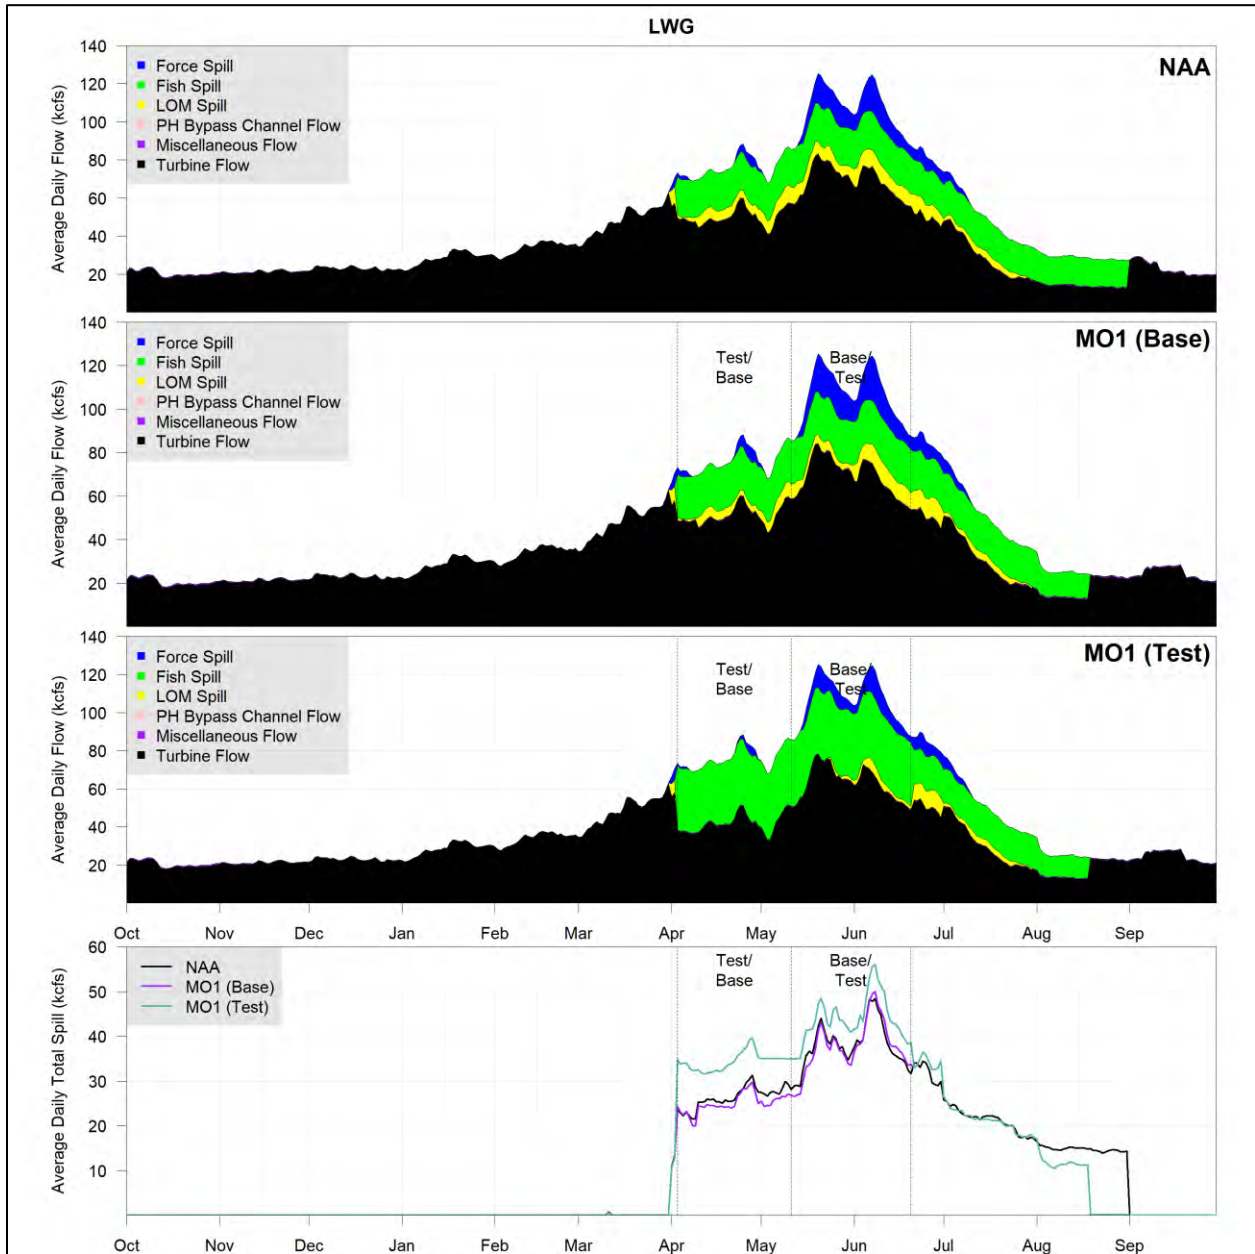 LWG
NAA
Average Daily Flow (kcfs)
140
120
100
80
60
40
20
Force Spill
Fish Spill
LOM Spill
PH Bypass Channel Flow
Miscellaneous Flow
Turbine Flow
MO1 (Base)
Average Daily Flow (kcfs)
140
120
100
80
60
40
20
Force Spill
Fish Spill
LOM Spill
PH Bypass Channel Flow
Miscellaneous Flow
Turbine Flow
Test/
Base
Base/
Test
MO1 (Test)
Average Daily Flow (kcfs)
140
120
100
80
60
40
20
Force Spill
Fish Spill
LOM Spill
PH Bypass Channel Flow
Miscellaneous Flow
Turbine Flow
Test/
Base
Base/
Test
Oct Nov Dec Jan Feb Mar Apr May Jun Jul Aug Sep
Average Daily Total Spill (kcfs)
60
50
40
30
20
10
NAA
MO1 (Base)
MO1 (Test)
Test/
Base
Base/
Test
Oct Nov Dec Jan Feb Mar Apr May Jun Jul Aug Sep